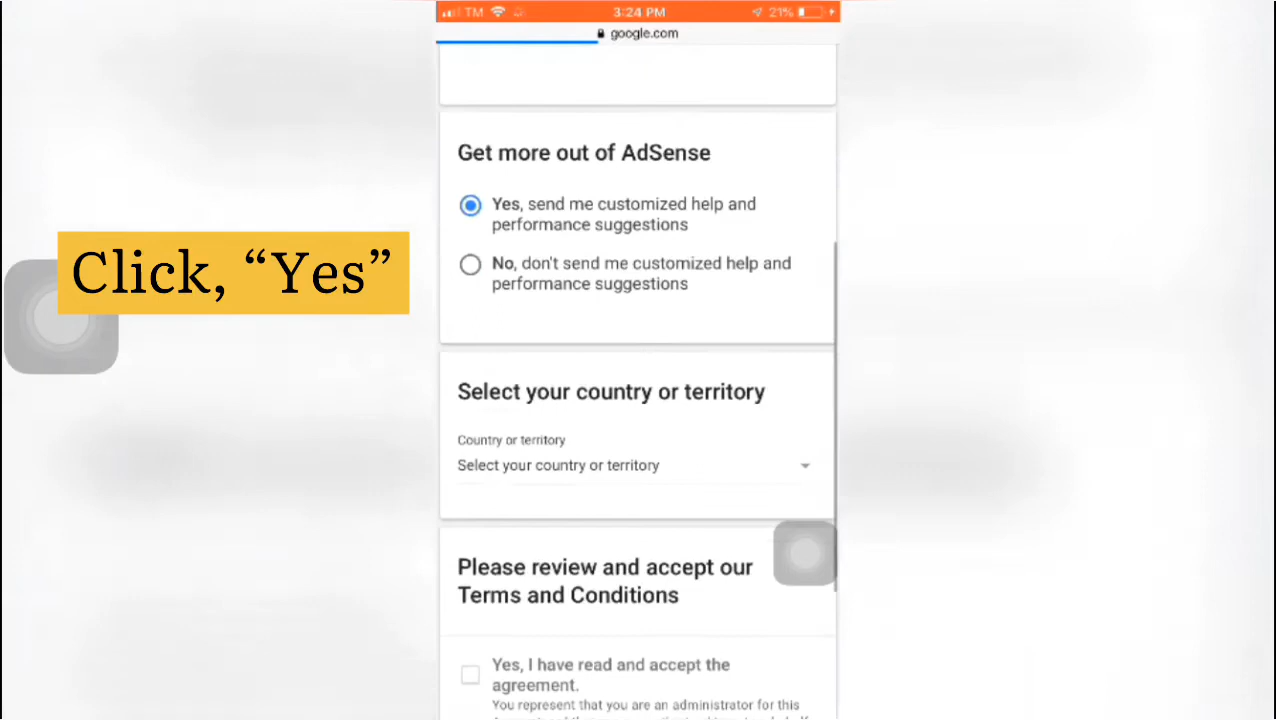 TM 3:24 PM 21%
google.com
Get more out of AdSense
Yes, send me customized help and
performance suggestions
No, don't send me customized help and
performance suggestions
Click, “Yes”
Select your country or territory
Country or territory
Select your country or territory
Please review and accept our
Terms and Conditions
Yes, I have read and accept the
agreement.
You represent that you are an administrator for this